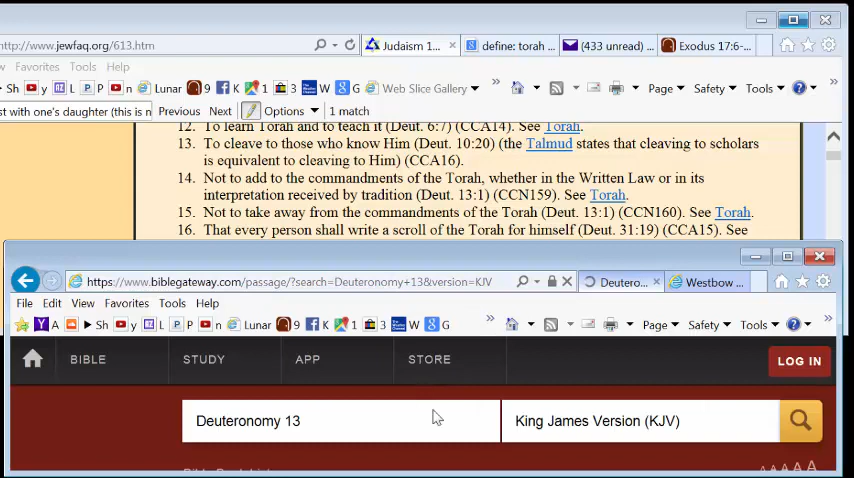 http://www.jewfaq.org/613.htm
Judaism 1...
define: torah ...
(433 unread) ...
Exodus 17:6-...
Favorites Tools Help
Sh Lunar 9 K 1 3 W G Web Slice Gallery
Page Safety Tools
st with one's daughter (this is n Previous Next Options 1 match
12. To learn Torah and to teach it (Deut. 6:7) (CCA14). See Torah.
13. To cleave to those who know Him (Deut. 10:20) (the Talmud states that cleaving to scholars
is equivalent to cleaving to Him) (CCA16).
14. Not to add to the commandments of the Torah, whether in the Written Law or in its
interpretation received by tradition (Deut. 13:1) (CCN159). See Torah.
15. Not to take away from the commandments of the Torah (Deut. 13:1) (CCN160). See Torah.
16. That every person shall write a scroll of the Torah for himself (Deut. 31:19) (CCA15). See
https://www.biblegateway.com/passage/?search=Deuteronomy+13&version=KJV
Deutero...
Westbow ...
File Edit View Favorites Tools Help
A Sh L P P n Lunar 9 K 1 3 W G
Page Safety Tools
BIBLE STUDY APP STORE LOG IN
Deuteronomy 13 King James Version (KJV)
A A A A A